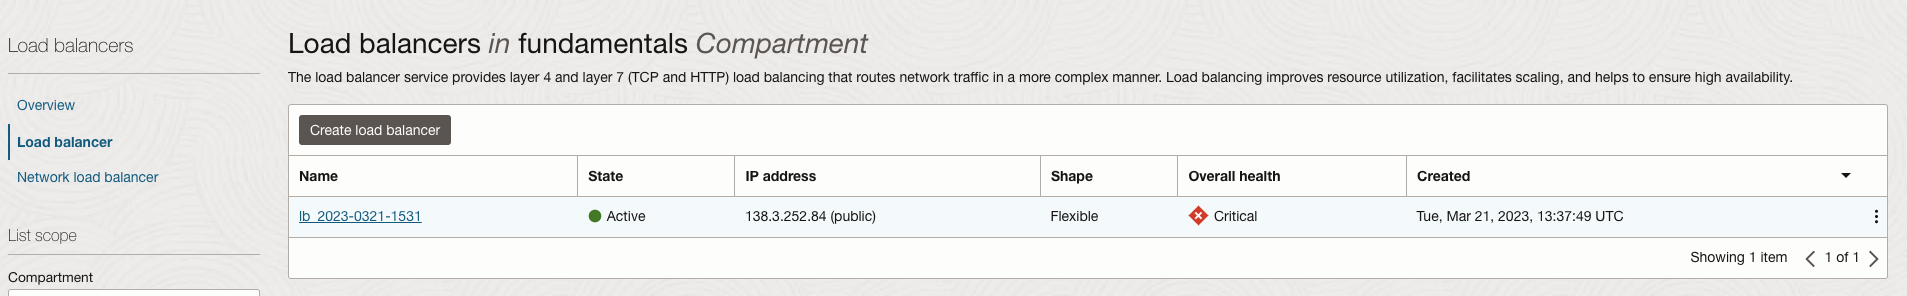 Load balancers
Overview
Load balancer
Network load balancer
List scope
Compartment
Load balancers in fundamentals Compartment
The load balancer service provides layer 4 and layer 7 (TCP and HTTP) load balancing that routes network traffic in a more complex manner. Load balancing improves resource utilization, facilitates scaling, and helps to ensure high availability.
Create load balancer
Name State IP address Shape Overall health Created
lb_2023-0321-1531 Active 138.3.252.84 (public) Flexible Critical Tue, Mar 21, 2023, 13:37:49 UTC
Showing 1 item 1 of 1